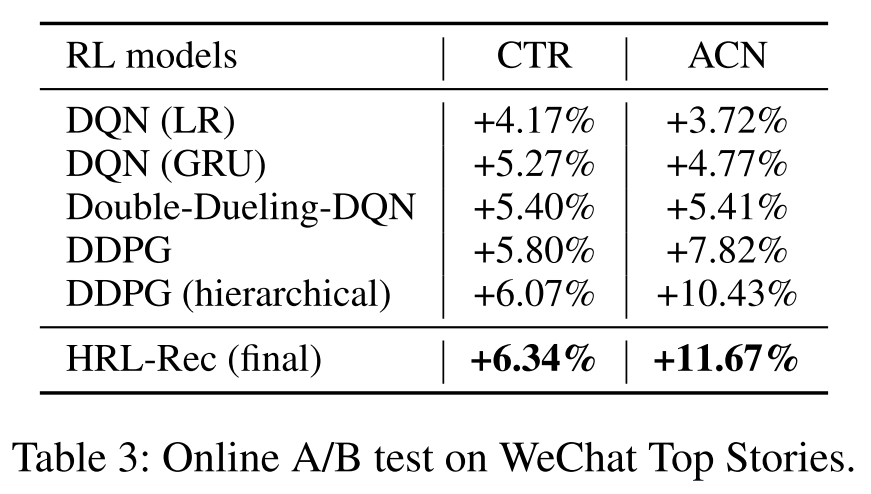 RL models CTR ACN
DQN (LR) +4.17% +3.72%
DQN (GRU) +5.27% +4.77%
Double-Dueling-DQN +5.40% +5.41%
DDPG +5.80% +7.82%
DDPG (hierarchical) +6.07% +10.43%
HRL-Rec (final) +6.34% +11.67%
Table 3: Online A/B test on WeChat Top Stories.